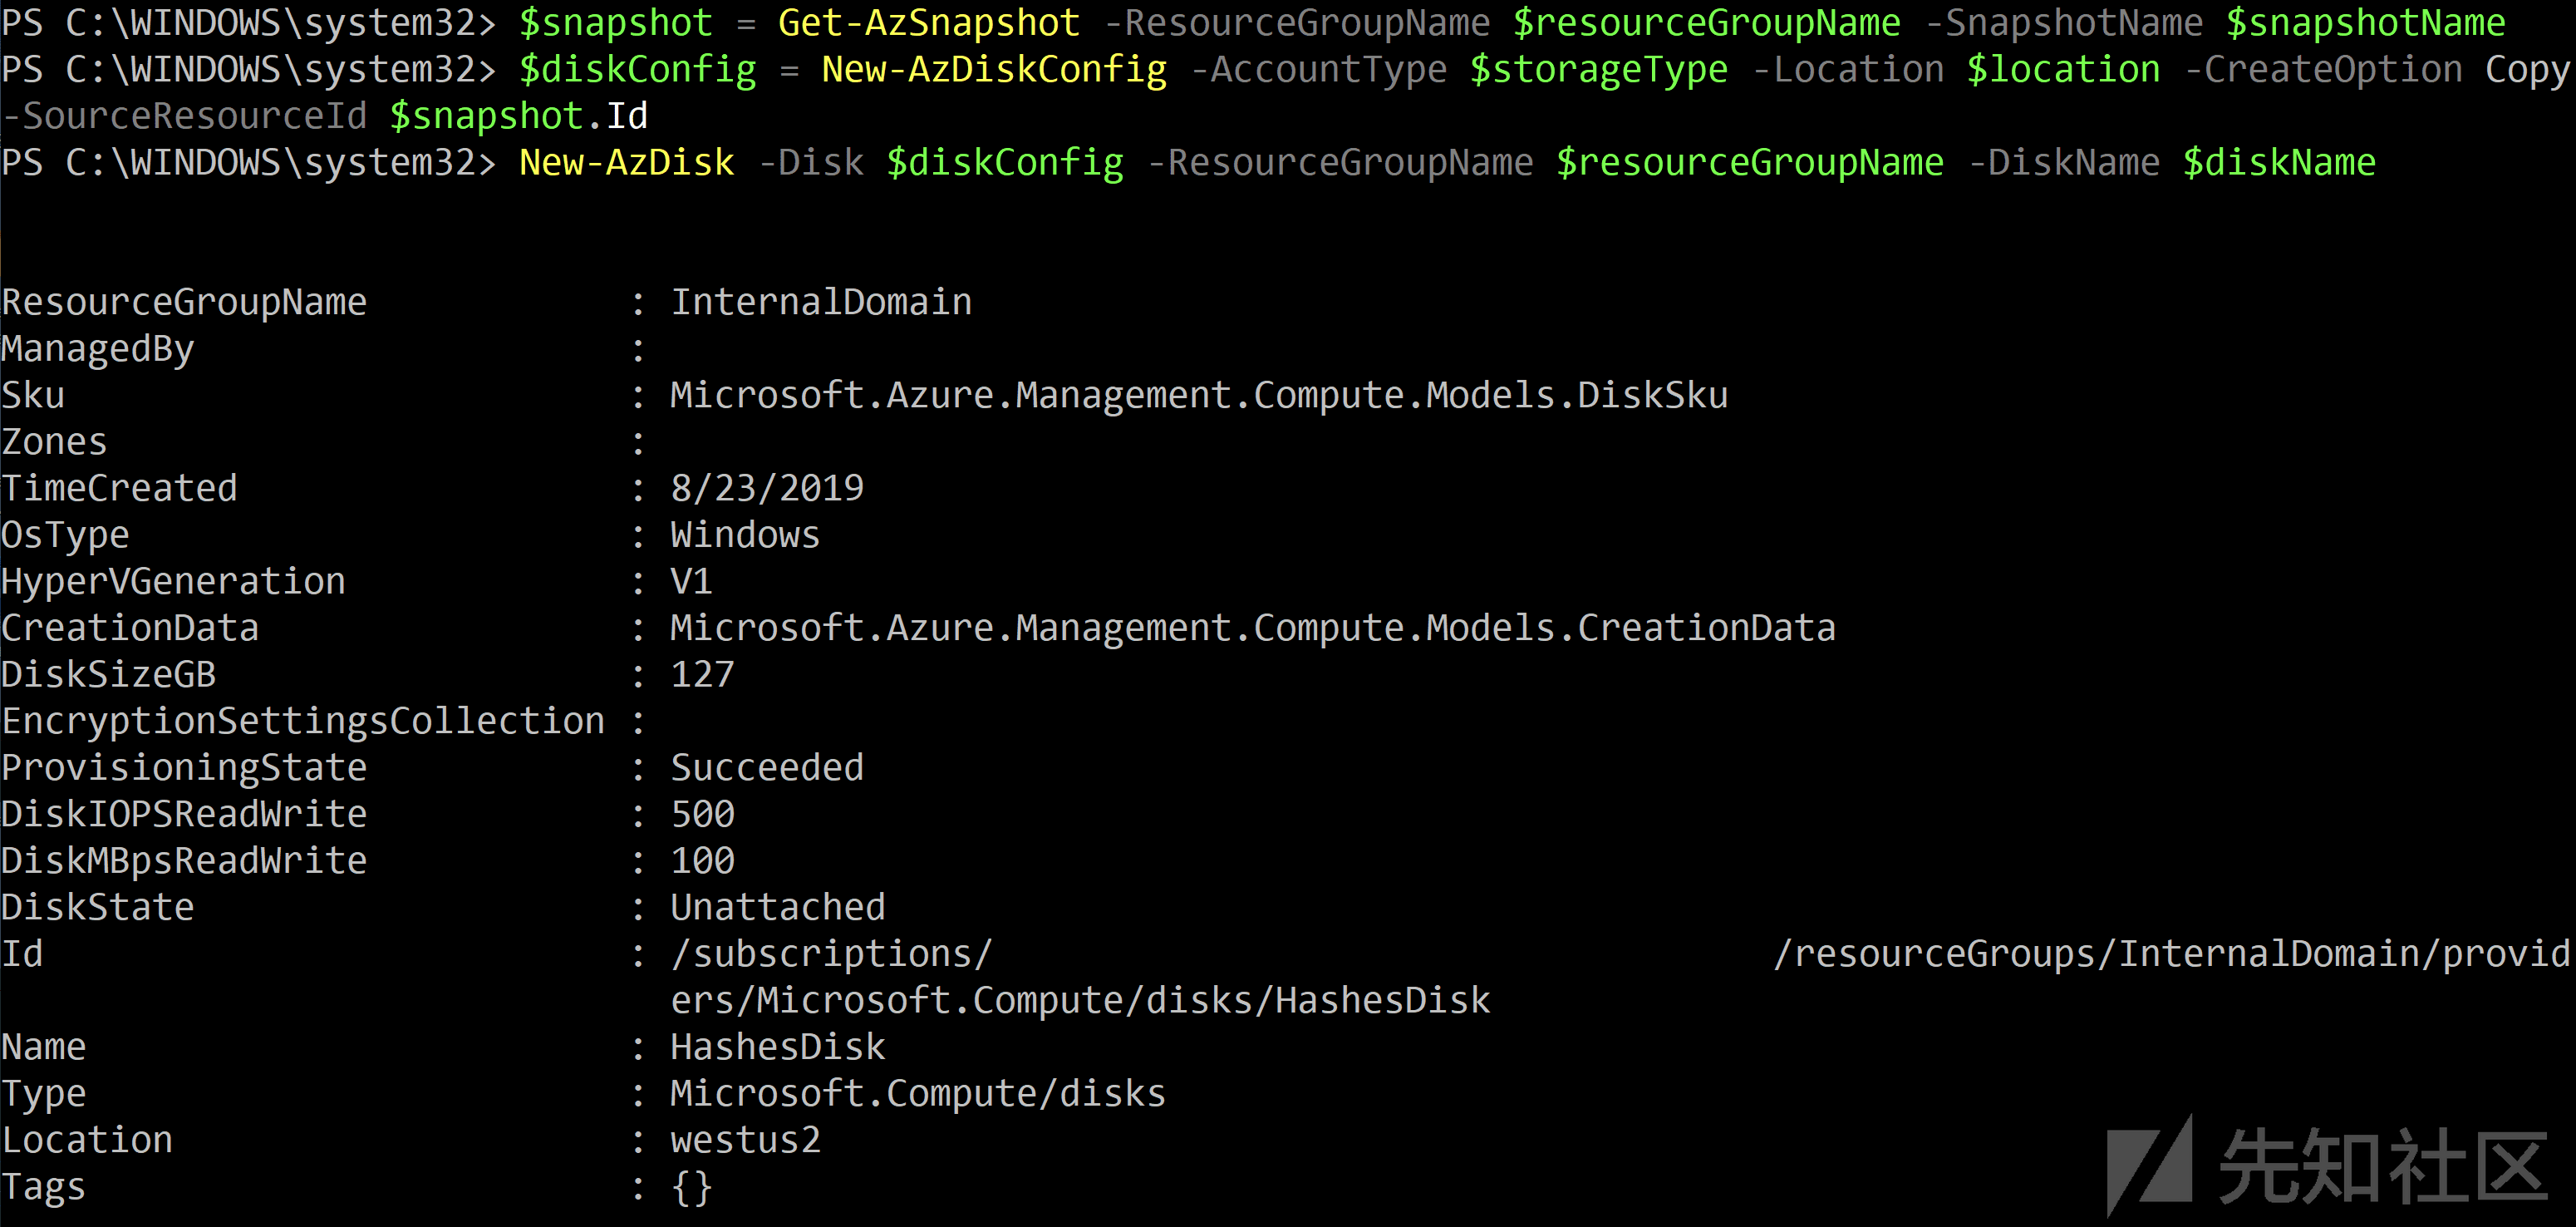 PS C:\WINDOWS\system32> $snapshot = Get-AzSnapshot -ResourceGroupName $resourceGroupName -SnapshotName $snapshotName
PS C:\WINDOWS\system32> $diskConfig = New-AzDiskConfig -AccountType $storageType -Location $location -CreateOption Copy
-SourceResourceId $snapshot.Id
PS C:\WINDOWS\system32> New-AzDisk -Disk $diskConfig -ResourceGroupName $resourceGroupName -DiskName $diskName
ResourceGroupName : InternalDomain
ManagedBy :
Sku : Microsoft.Azure.Management.Compute.Models.DiskSku
Zones :
TimeCreated : 8/23/2019
OsType : Windows
HyperVGeneration : V1
CreationData : Microsoft.Azure.Management.Compute.Models.CreationData
DiskSizeGB : 127
EncryptionSettingsCollection :
ProvisioningState : Succeeded
DiskIOPSReadWrite : 500
DiskMBpsReadWrite : 100
DiskState : Unattached
Id : /subscriptions/ /resourceGroups/InternalDomain/provid
ers/Microsoft.Compute/disks/HashesDisk
Name : HashesDisk
Type : Microsoft.Compute/disks
Location : westus2
Tags : {}
先知社区